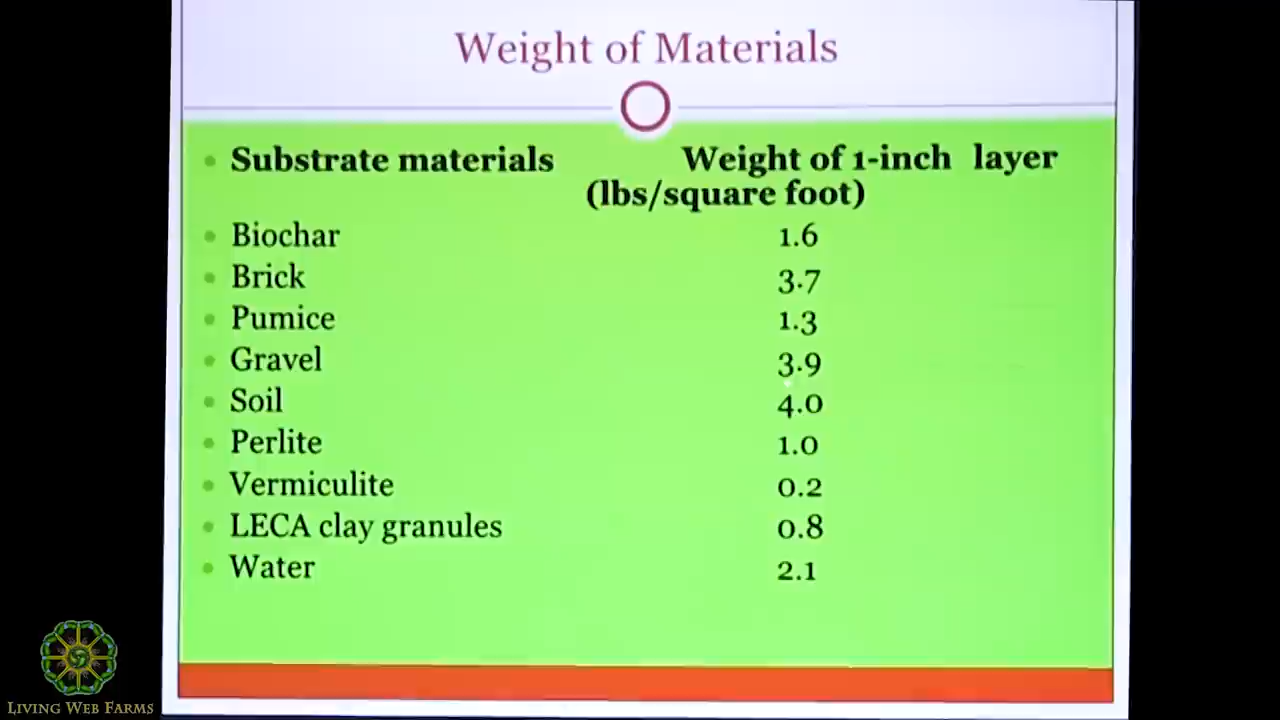 Weight of Materials
Substrate materials Weight of 1-inch layer
(lbs/square foot)
Biochar 1.6
Brick 3.7
Pumice 1.3
Gravel 3.9
Soil 4.0
Perlite 1.0
Vermiculite 0.2
LECA clay granules 0.8
Water 2.1
LIVING WEB FARMS